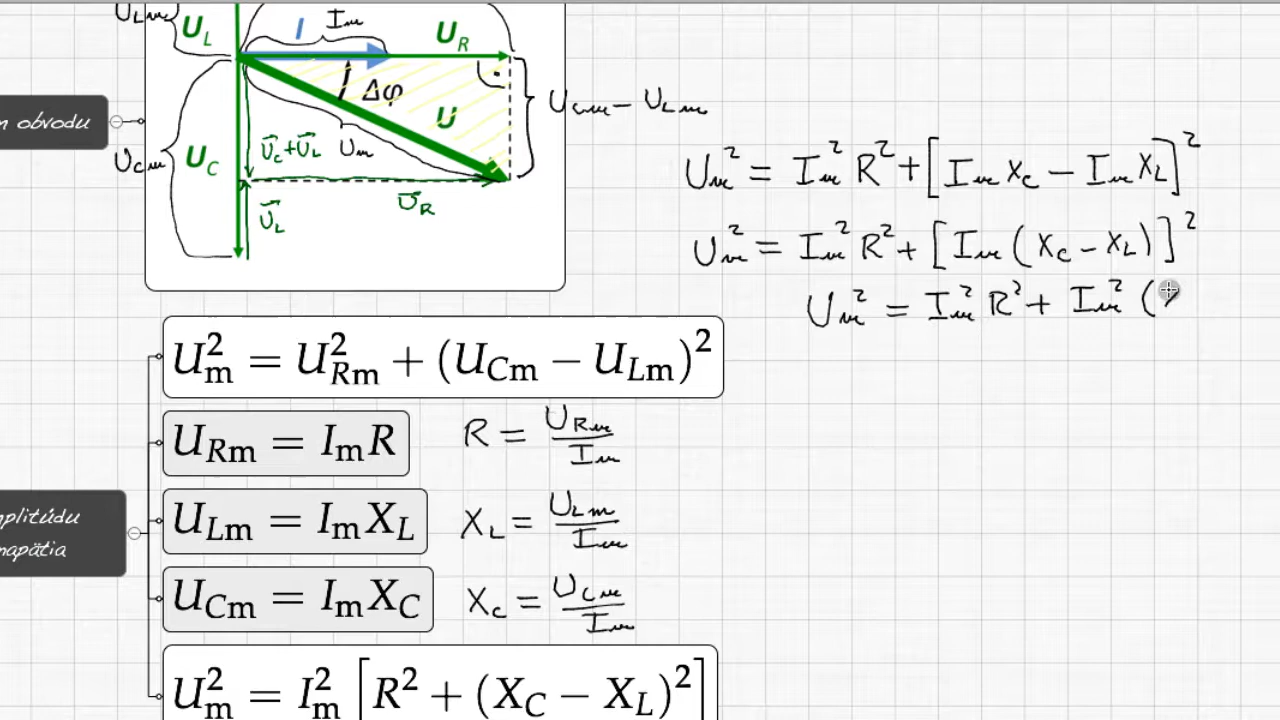 U_Lm
U_L
I
I_m
U_R
m obvodu
Δφ
U
U_Cm − U_Lm
U_Cm
U_C
U⃗_C+U⃗_L
U_m
U⃗_L
U⃗_R
U_m² = I_m² R² + [I_m X_C − I_m X_L]²
U_m² = I_m² R² + [I_m (X_C − X_L)]²
U_m² = I_m² R² + I_m² (
U_m² = U_Rm² + (U_Cm − U_Lm)²
U_Rm = I_m R
R = U_Rm / I_m
U_Lm = I_m X_L
X_L = U_Lm / I_m
U_Cm = I_m X_C
X_C = U_Cm / I_m
plitúdu
napätia
U_m² = I_m² [R² + (X_C − X_L)²]